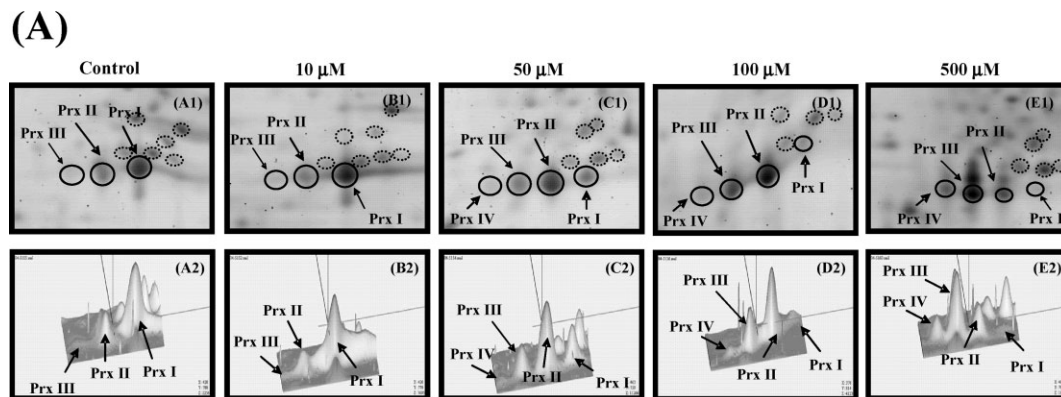 (A)
Control 10 μM 50 μM 100 μM 500 μM
Prx III Prx II Prx I (A1)
Prx III Prx II (B1) Prx I
Prx III Prx II (C1) Prx IV Prx I
Prx III Prx II (D1) Prx IV Prx I
Prx III Prx II (E1) Prx IV Prx I
(A2) Prx III Prx II Prx I
(B2) Prx II Prx III Prx I
(C2) Prx III Prx IV Prx II Prx I
(D2) Prx III Prx IV Prx II Prx I
(E2) Prx III Prx IV Prx II Prx I